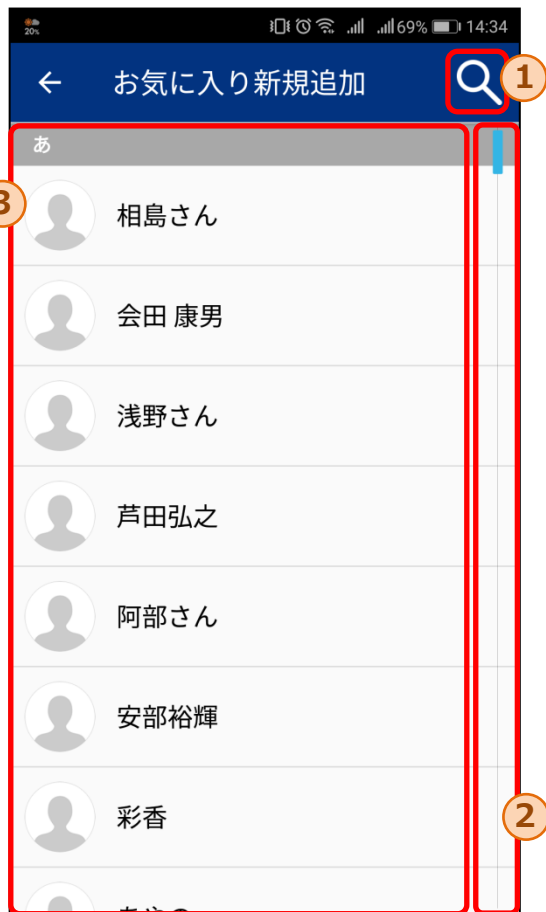 20% 69% 14:34
お気に入り新規追加
1
あ
3
相島さん
会田 康男
浅野さん
芦田弘之
阿部さん
安部裕輝
彩香
2